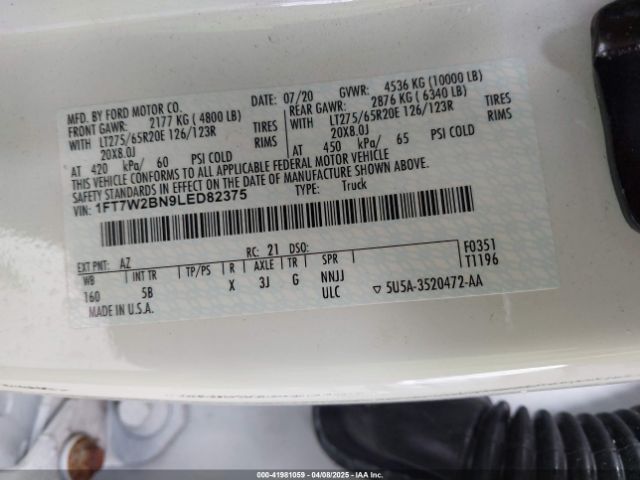 MFD. BY FORD MOTOR CO.
DATE: 07/20 GVWR: 4536 KG (10000 LB)
FRONT GAWR: 2177 KG (4800 LB)
REAR GAWR: 2876 KG (6340 LB)
WITH LT275/65R20E 126/123R TIRES
WITH LT275/65R20E 126/123R TIRES
20X8.0J RIMS
20X8.0J RIMS
AT 420 kPa/ 60 PSI COLD
AT 450 kPa/ 65 PSI COLD
THIS VEHICLE CONFORMS TO ALL APPLICABLE FEDERAL MOTOR VEHICLE
SAFETY STANDARDS IN EFFECT ON THE DATE OF MANUFACTURE SHOWN ABOVE.
VIN: 1FT7W2BN9LED82375
TYPE: Truck
EXT PNT: AZ RC: 21 DSO: F0351
WB INT TR TP/PS R AXLE TR SPR T1196
160 5B X 3J G NNJJ
MADE IN U.S.A. ULC ▽ 5U5A-3S20472-AA
000-41981059 04/08/2025 IAAI.com, Inc.